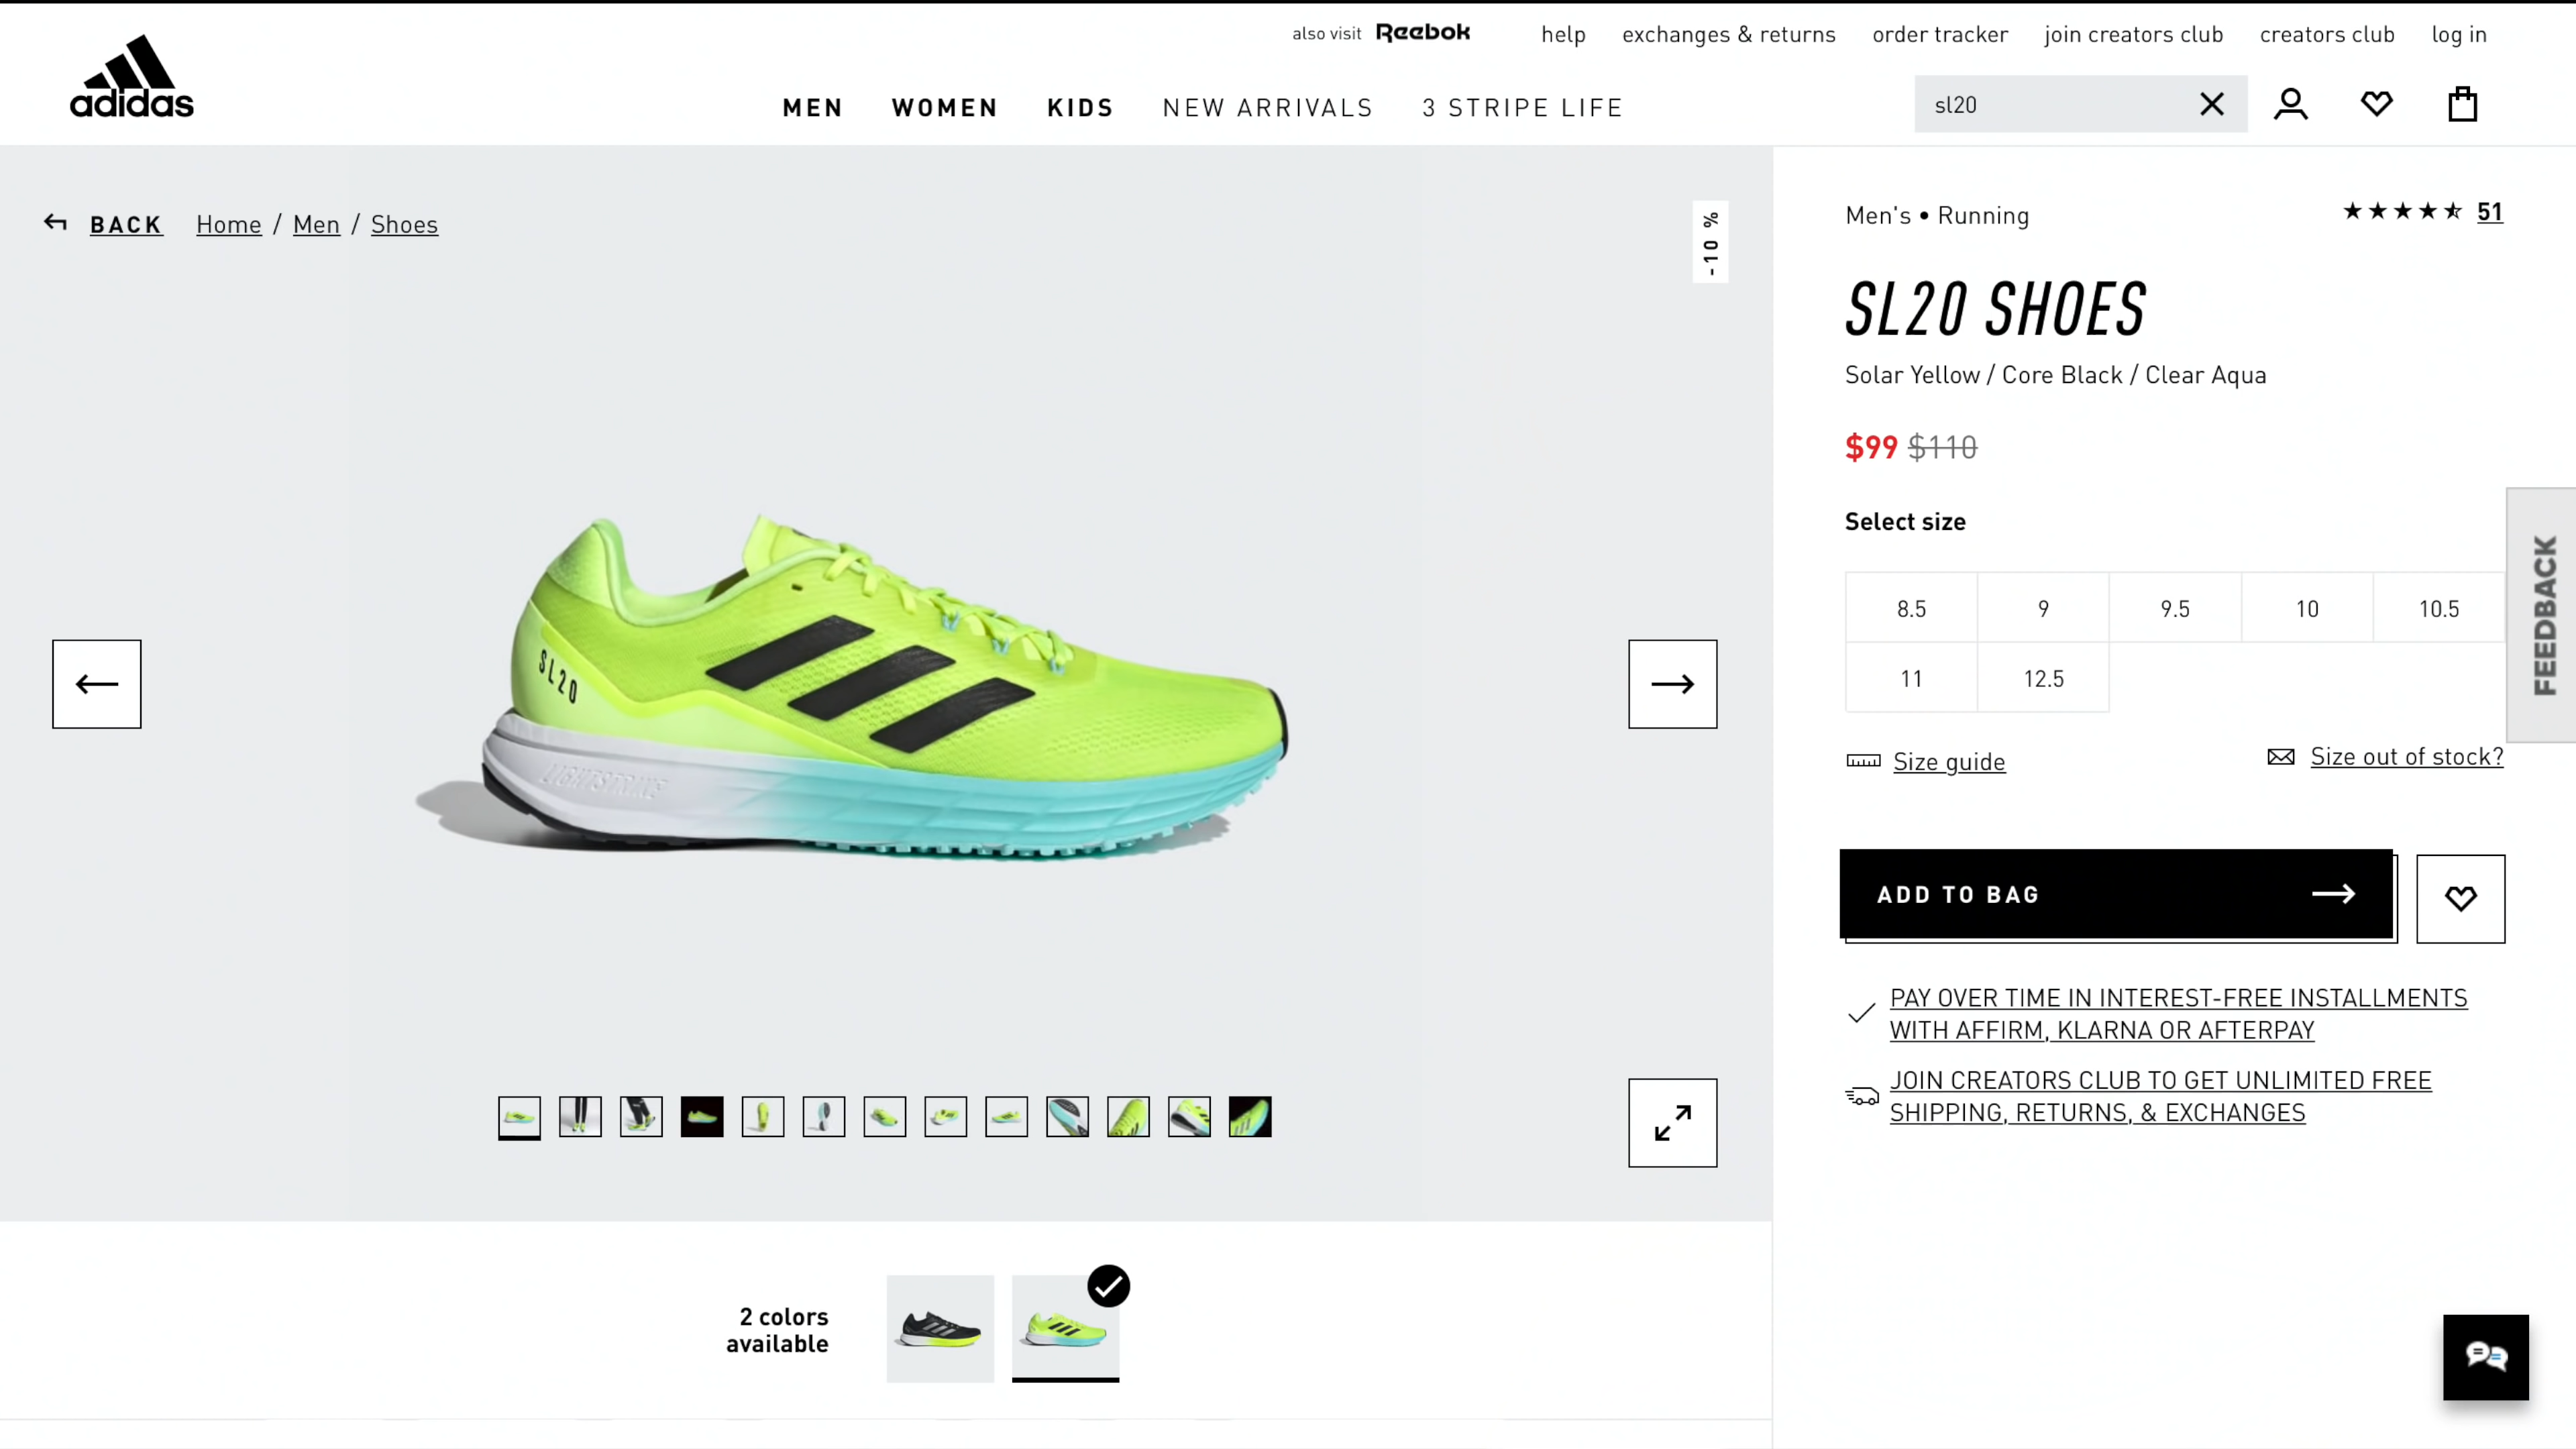 also visit Reebok help exchanges & returns order tracker join creators club creators club log in
adidas
MEN WOMEN KIDS NEW ARRIVALS 3 STRIPE LIFE
sl20
BACK Home / Men / Shoes
-10 %
SL20
LIGHTSTRIKE
2 colors
available
Men's • Running
51
SL20 SHOES
Solar Yellow / Core Black / Clear Aqua
$99 $110
Select size
8.5 9 9.5 10 10.5
11 12.5
Size guide
Size out of stock?
ADD TO BAG
PAY OVER TIME IN INTEREST-FREE INSTALLMENTS
WITH AFFIRM, KLARNA OR AFTERPAY
JOIN CREATORS CLUB TO GET UNLIMITED FREE
SHIPPING, RETURNS, & EXCHANGES
FEEDBACK